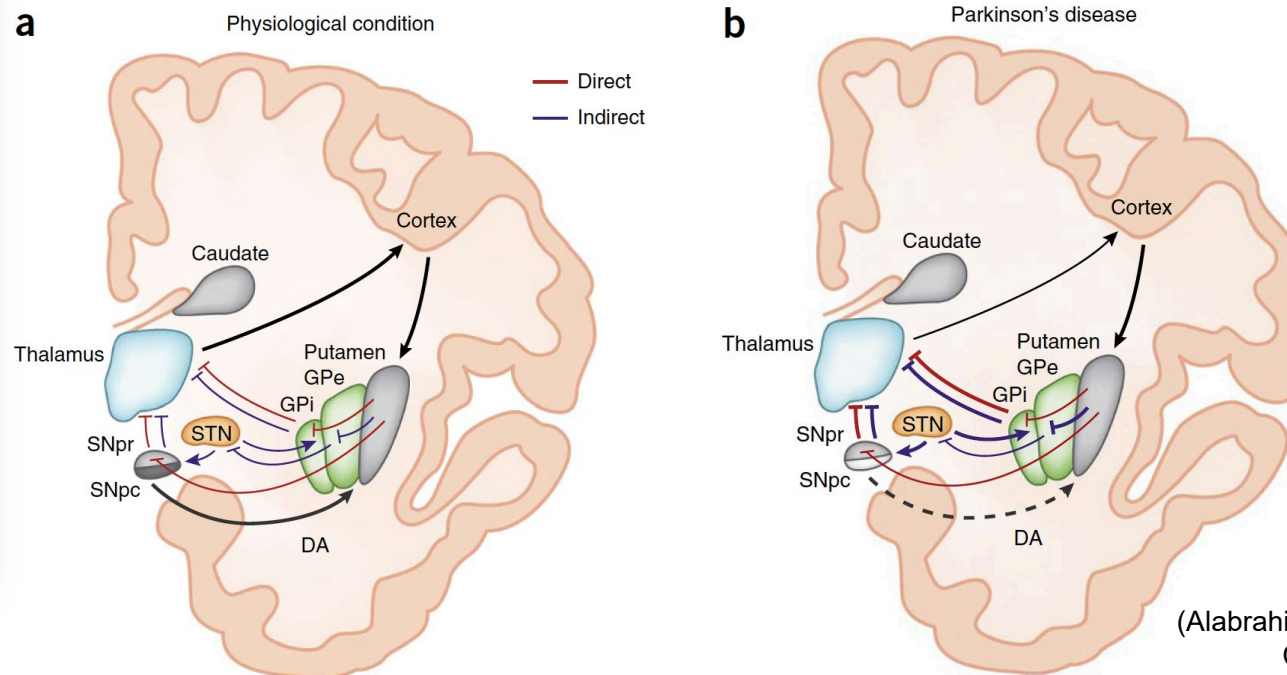 a
Physiological condition
Direct
Indirect
Cortex
Caudate
Thalamus
Putamen
GPe
GPi
STN
SNpr
SNpc
DA
b
Parkinson's disease
Cortex
Caudate
Thalamus
Putamen
GPe
GPi
STN
SNpr
SNpc
DA